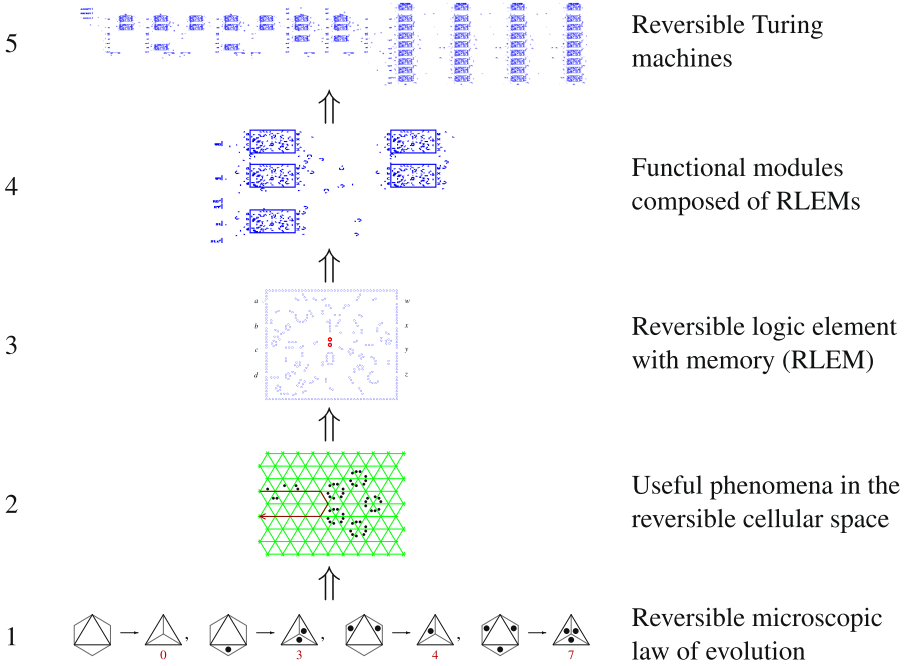 5
Reversible Turing
machines
4
Functional modules
composed of RLEMs
3
a
b
c
d
w
x
y
z
Reversible logic element
with memory (RLEM)
2
Useful phenomena in the
reversible cellular space
1
0 , 3 , 4 , 7
Reversible microscopic
law of evolution